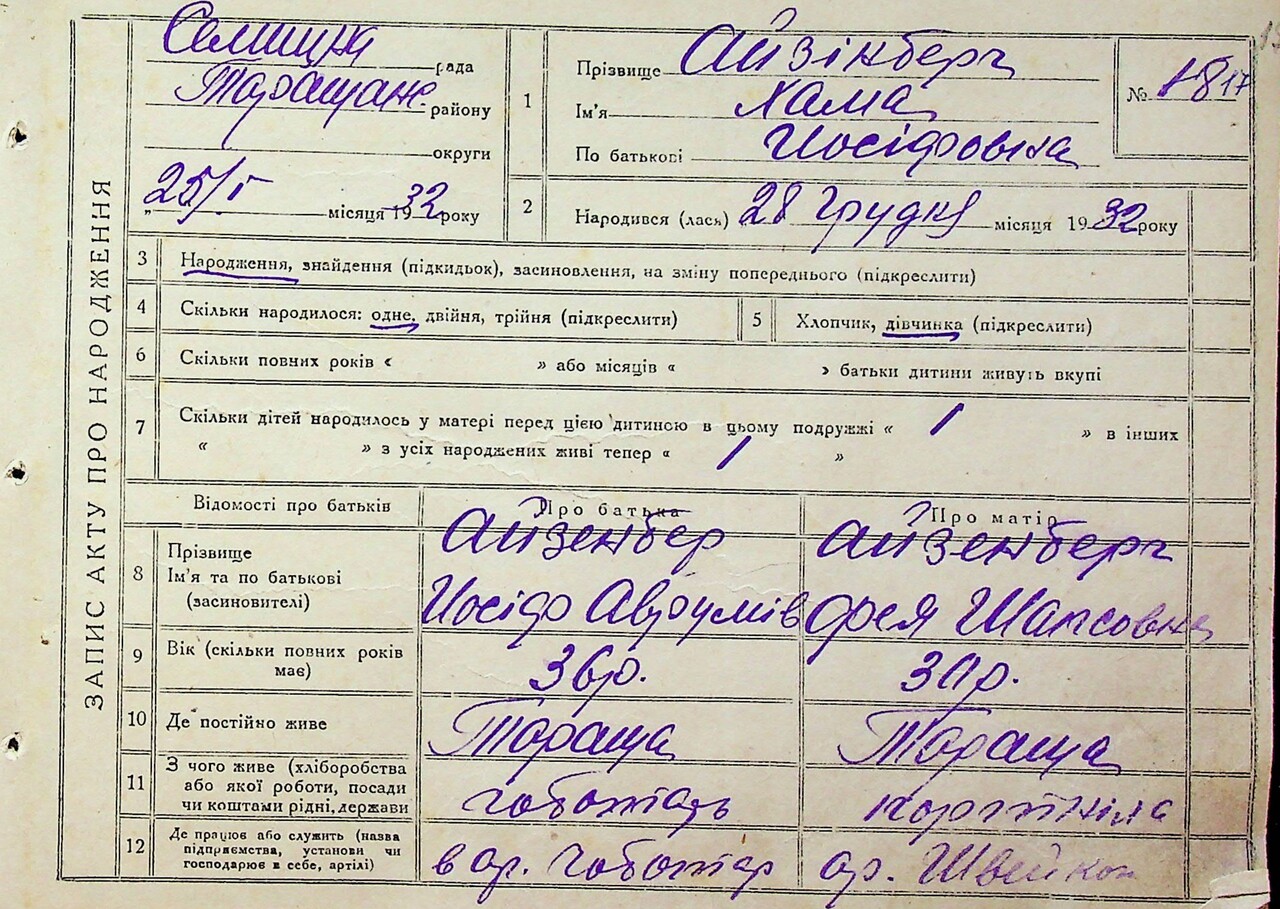 ЗАПИС АКТУ ПРО НАРОДЖЕННЯ
Селищна рада
Таращанс району
округи
25/I місяця 1932 року
1
Прізвище Айзінберг
Ім'я Хама
По батькові Иосіфовна
№ 1817
2
Народився (лась) 28 Грудня місяця 1932 року
3 Народження, знайдення (підкидьок), засиновлення, на зміну попереднього (підкреслити)
4 Скільки народилося: одне, двійня, трійня (підкреслити)
5 Хлопчик, дівчинка (підкреслити)
6 Скільки повних років « » або місяців « » батьки дитини живуть вкупі
7 Скільки дітей народилось у матері перед цією дитиною в цьому подружжі « 1 » в інших
« » з усіх народжених живі тепер « 1 »
Відомості про батьків Про батька Про матір
8 Прізвище
Ім'я та по батькові
(засиновителі)
Айзенбер
Иосіф Аврумів
Айзенберг
Фея Шапсовна
9 Вік (скільки повних років
має)
36р. 30р.
10 Де постійно живе Тараща Тараща
11 З чого живе (хліборобства
або якої роботи, посади
чи коштами рідні, держави
чоботарь
12 Де працює або служить (назва
підприємства, установи чи
господарює в себе, артілі)
в ар. Чоботар ар. Швейкоп